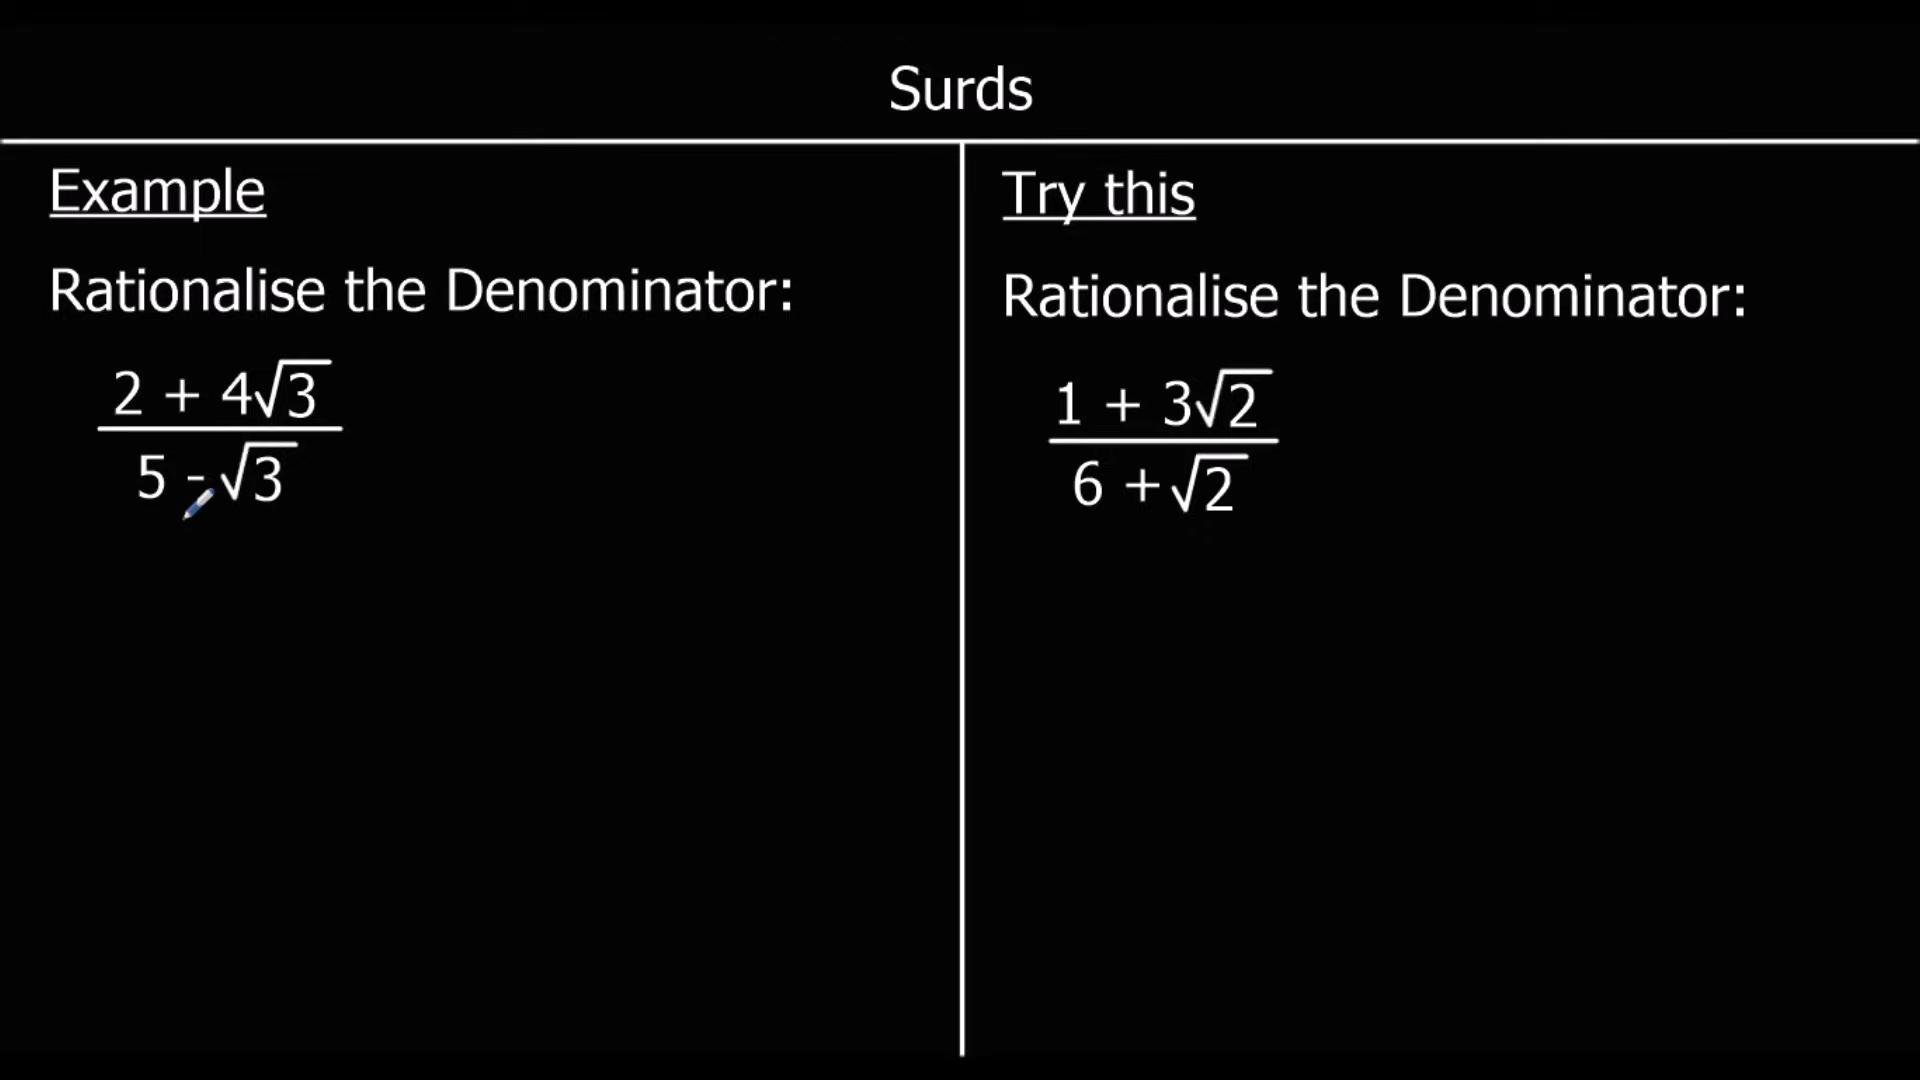 Surds
Example
Rationalise the Denominator:
2 + 4√3
5 - √3
Try this
Rationalise the Denominator:
1 + 3√2
6 + √2